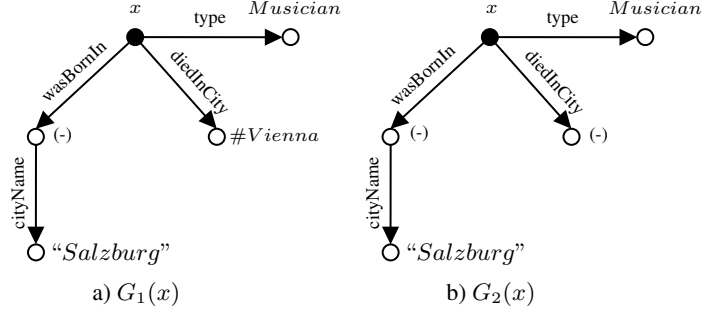 x
Musician
type
wasBornIn
diedInCity
(-)
#Vienna
cityName
“Salzburg”
a) G₁(x)
x
Musician
type
wasBornIn
diedInCity
(-)
(-)
cityName
“Salzburg”
b) G₂(x)